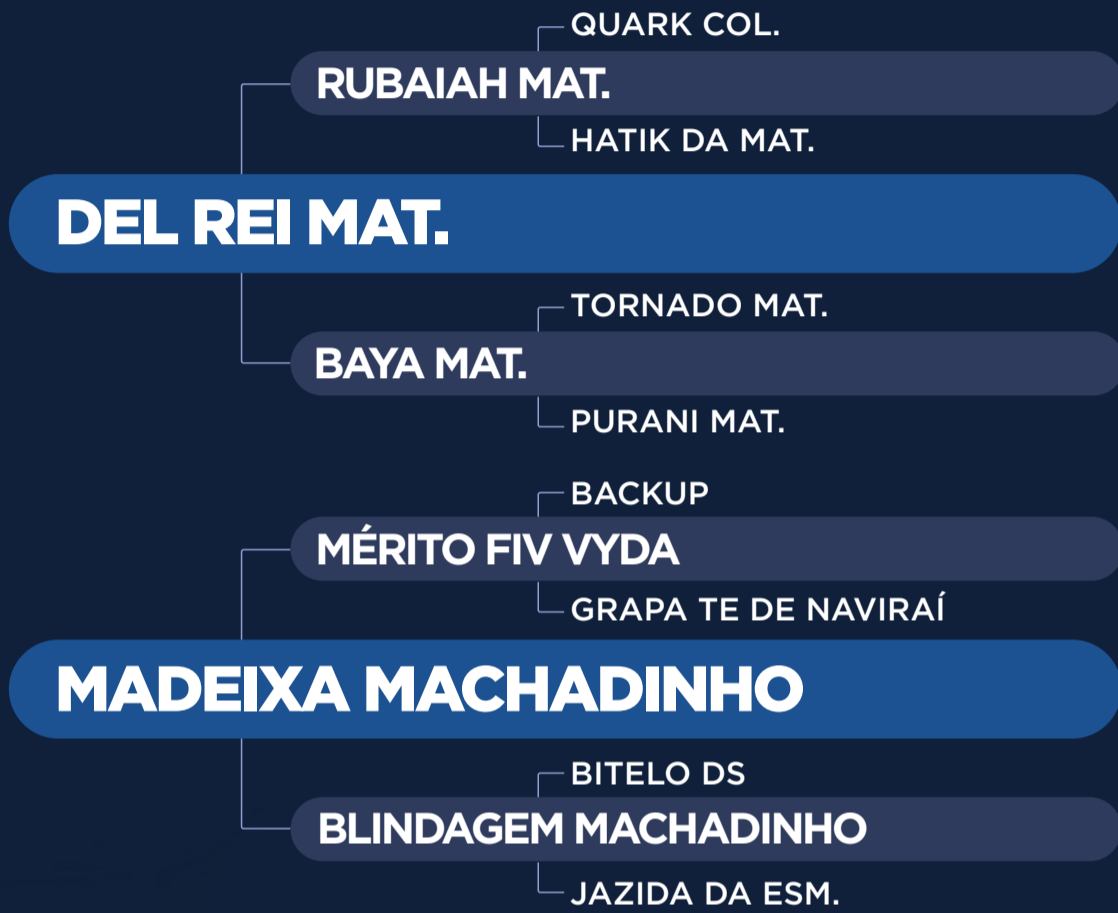 QUARK COL.
RUBAIAH MAT.
HATIK DA MAT.
DEL REI MAT.
TORNADO MAT.
BAYA MAT.
PURANI MAT.
BACKUP
MÉRITO FIV VYDA
GRAPA TE DE NAVIRAÍ
MADEIXA MACHADINHO
BITELO DS
BLINDAGEM MACHADINHO
JAZIDA DA ESM.